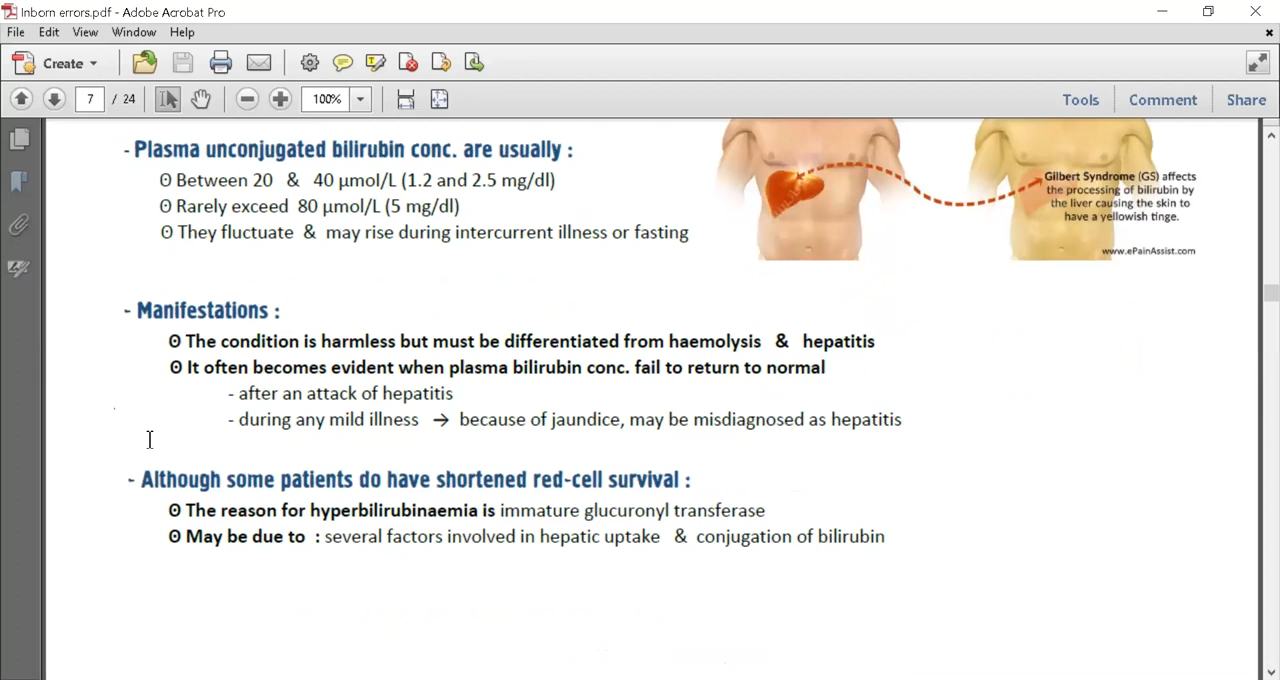 Inborn errors.pdf - Adobe Acrobat Pro
File Edit View Window Help
Create
7 / 24 100% Tools Comment Share
- Plasma unconjugated bilirubin conc. are usually :
ʘ Between 20 & 40 µmol/L (1.2 and 2.5 mg/dl)
ʘ Rarely exceed 80 µmol/L (5 mg/dl)
ʘ They fluctuate & may rise during intercurrent illness or fasting
Gilbert Syndrome (GS) affects
the processing of bilirubin by
the liver causing the skin to
have a yellowish tinge.
www.ePainAssist.com
- Manifestations :
ʘ The condition is harmless but must be differentiated from haemolysis & hepatitis
ʘ It often becomes evident when plasma bilirubin conc. fail to return to normal
- after an attack of hepatitis
- during any mild illness → because of jaundice, may be misdiagnosed as hepatitis
- Although some patients do have shortened red-cell survival :
ʘ The reason for hyperbilirubinaemia is immature glucuronyl transferase
ʘ May be due to : several factors involved in hepatic uptake & conjugation of bilirubin